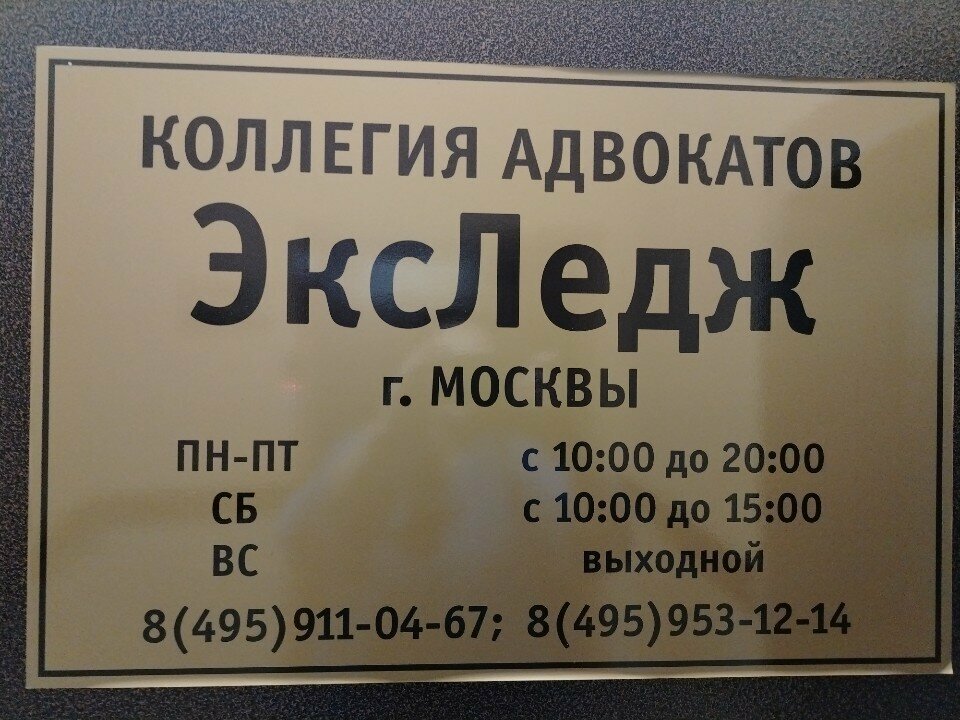 КОЛЛЕГИЯ АДВОКАТОВ
ЭксЛедж
г. МОСКВЫ
ПН-ПТ с 10:00 до 20:00
СБ с 10:00 до 15:00
ВС выходной
8(495)911-04-67; 8(495)953-12-14